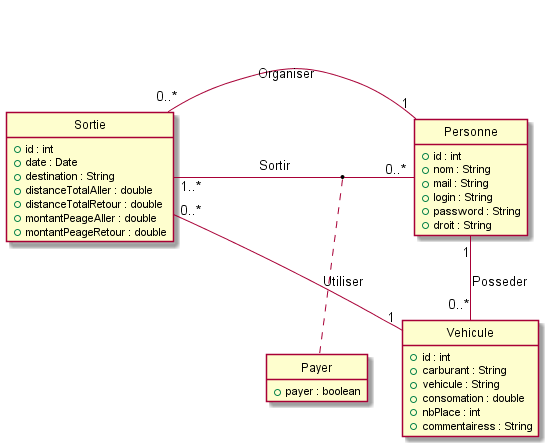 Organiser
0..*
1
Sortie
id : int
date : Date
destination : String
distanceTotalAller : double
distanceTotalRetour : double
montantPeageAller : double
montantPeageRetour : double
Personne
id : int
nom : String
mail : String
login : String
password : String
droit : String
Sortir
1..*
0..*
0..*
1
Utiliser
1
Posseder
0..*
Payer
payer : boolean
Vehicule
id : int
carburant : String
vehicule : String
consomation : double
nbPlace : int
commentairess : String